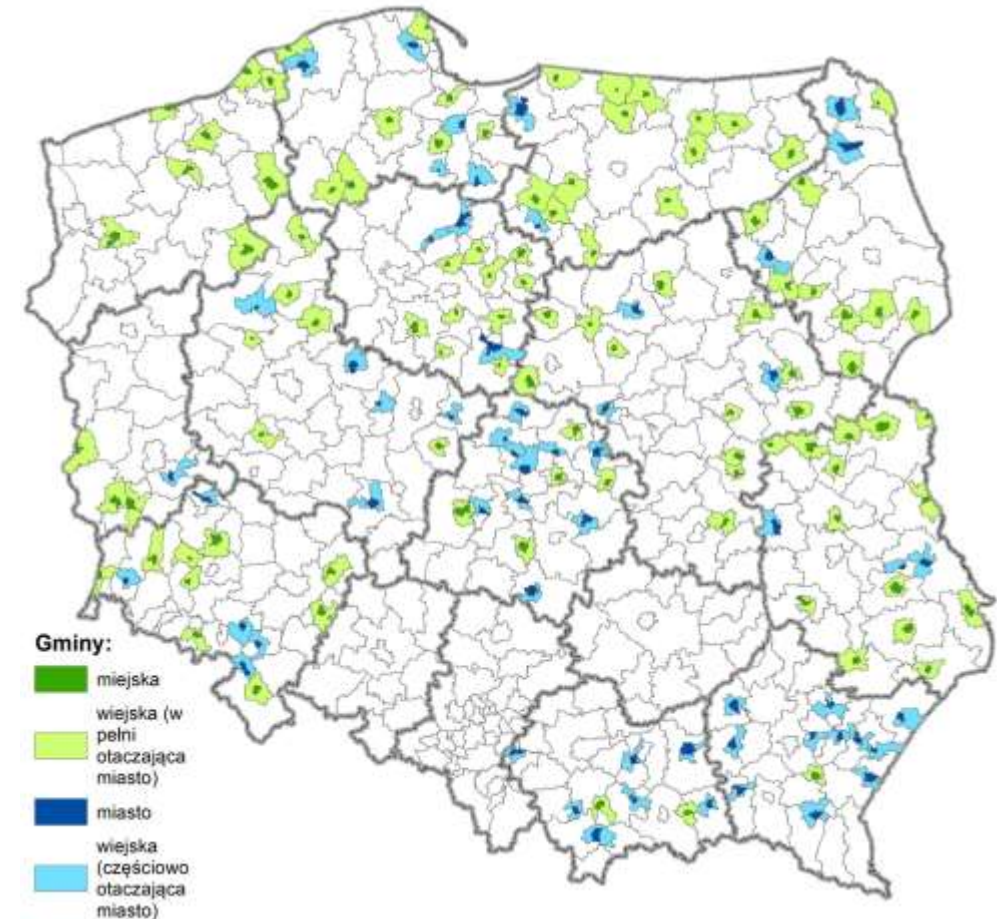 Gminy:
miejska
wiejska (w
pełni
otaczająca
miasto)
miasto
wiejska
(częściowo
otaczająca
miasto)